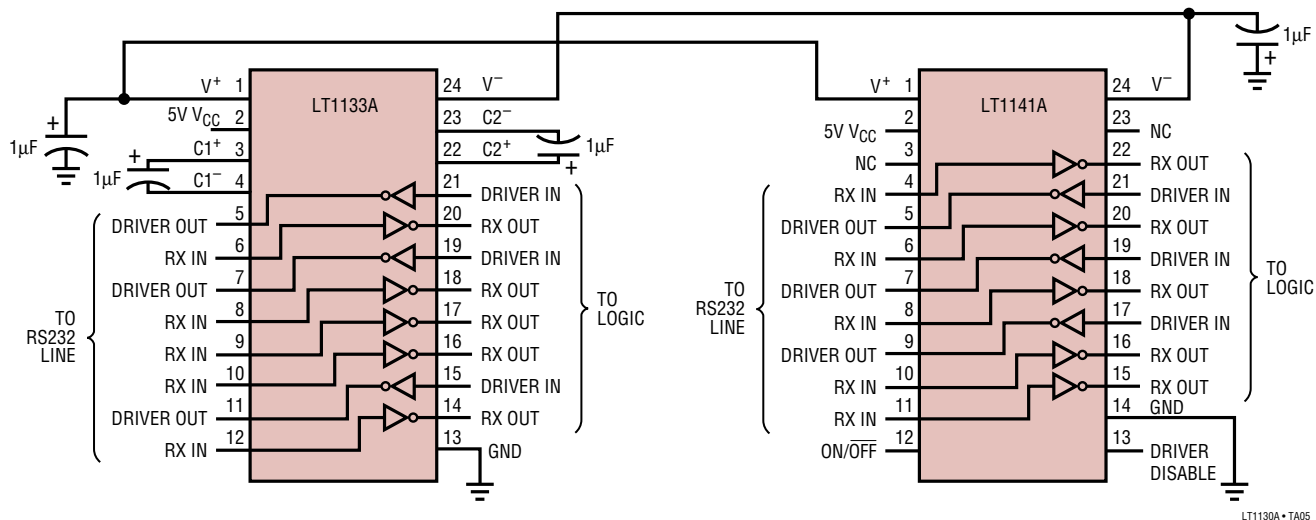 1µF
LT1133A
V+ 1
5V VCC 2
C1+ 3
C1− 4
1µF
1µF
24 V−
23 C2−
22 C2+
1µF
DRIVER OUT 5
RX IN 6
DRIVER OUT 7
RX IN 8
RX IN 9
RX IN 10
DRIVER OUT 11
RX IN 12
TO
RS232
LINE
21 DRIVER IN
20 RX OUT
19 DRIVER IN
18 RX OUT
17 RX OUT
16 RX OUT
15 DRIVER IN
14 RX OUT
13 GND
TO
LOGIC
LT1141A
V+ 1
5V VCC 2
NC 3
RX IN 4
DRIVER OUT 5
RX IN 6
DRIVER OUT 7
RX IN 8
DRIVER OUT 9
RX IN 10
RX IN 11
ON/O̅F̅F̅ 12
TO
RS232
LINE
24 V−
23 NC
22 RX OUT
21 DRIVER IN
20 RX OUT
19 DRIVER IN
18 RX OUT
17 DRIVER IN
16 RX OUT
15 RX OUT
14 GND
13 DRIVER
DISABLE
TO
LOGIC
LT1130A • TA05